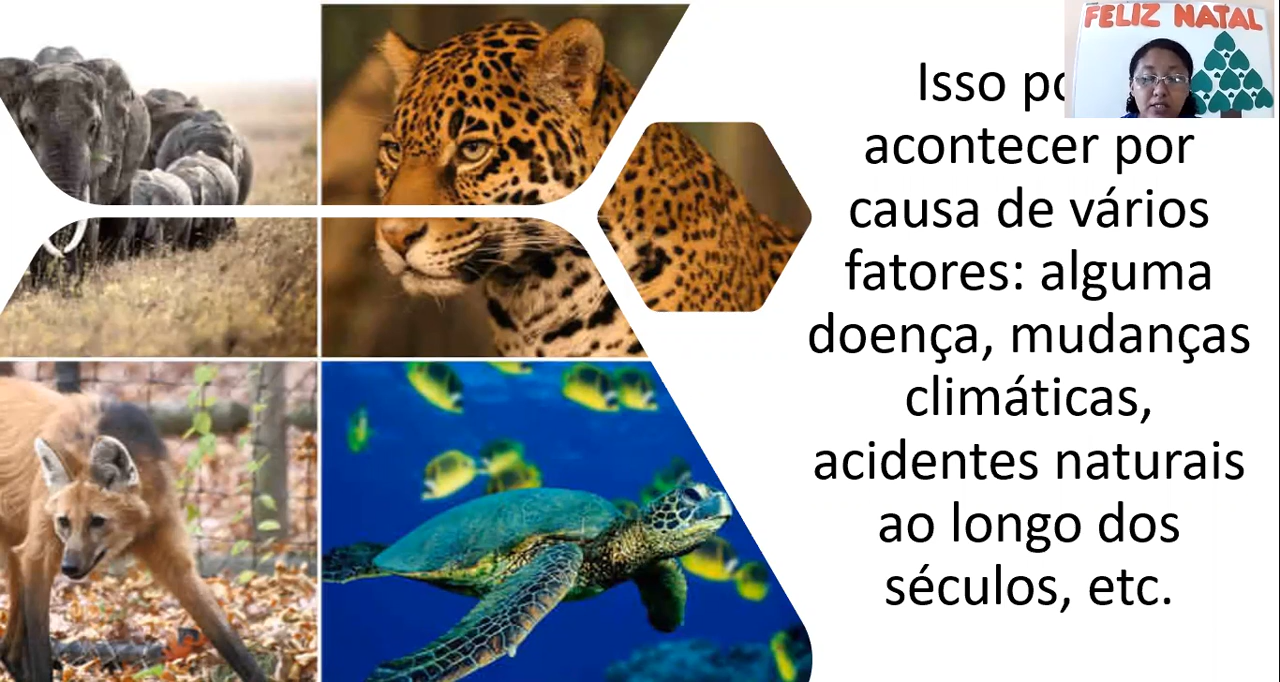 FELIZ NATAL
Isso
acontecer por
causa de vários
fatores: alguma
doença, mudanças
climáticas,
acidentes naturais
ao longo dos
séculos, etc.